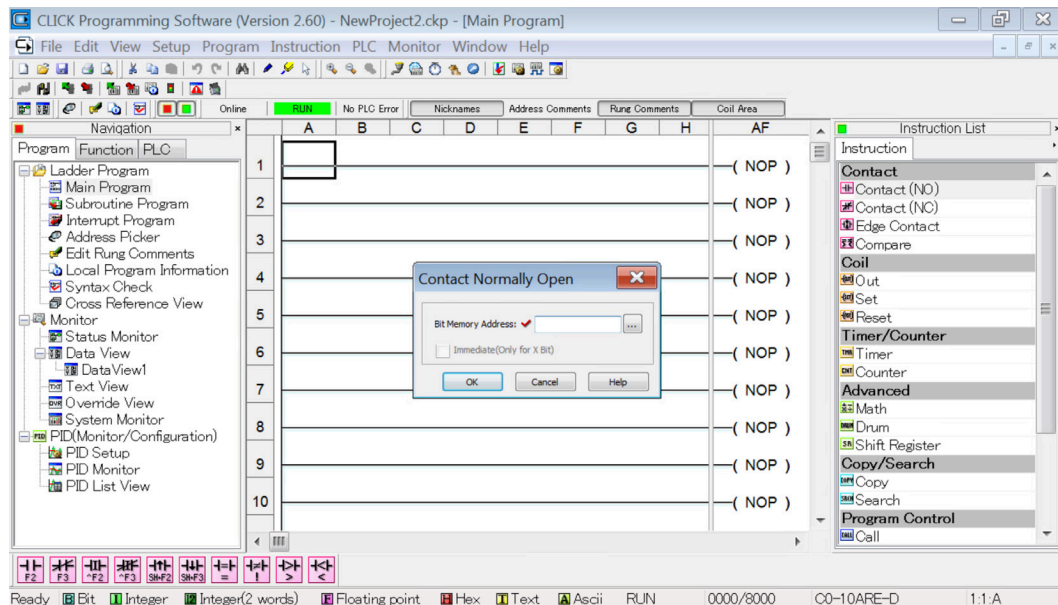 CLICK Programming Software (Version 2.60) - NewProject2.ckp - [Main Program]
File Edit View Setup Program Instruction PLC Monitor Window Help
Online RUN No PLC Error Nicknames Address Comments Rung Comments Coil Area
Navigation
Program Function PLC
Ladder Program
Main Program
Subroutine Program
Interrupt Program
Address Picker
Edit Rung Comments
Local Program Information
Syntax Check
Cross Reference View
Monitor
Status Monitor
Data View
DataView1
Text View
Override View
System Monitor
PID(Monitor/Configuration)
PID Setup
PID Monitor
PID List View
A B C D E F G H AF
1 ( NOP )
2 ( NOP )
3 ( NOP )
4 ( NOP )
5 ( NOP )
6 ( NOP )
7 ( NOP )
8 ( NOP )
9 ( NOP )
10 ( NOP )
Contact Normally Open
Bit Memory Address:
...
Immediate(Only for X Bit)
OK Cancel Help
Instruction List
Instruction
Contact
Contact (NO)
Contact (NC)
Edge Contact
Compare
Coil
Out
Set
Reset
Timer/Counter
Timer
Counter
Advanced
Math
Drum
Shift Register
Copy/Search
Copy
Search
Program Control
Call
F2 F3 ^F2 ^F3 SH+F2 SH+F3 = ! > <
Ready Bit Integer Integer(2 words) Floating point Hex Text Ascii RUN 0000/8000 C0-10ARE-D 1:1:A